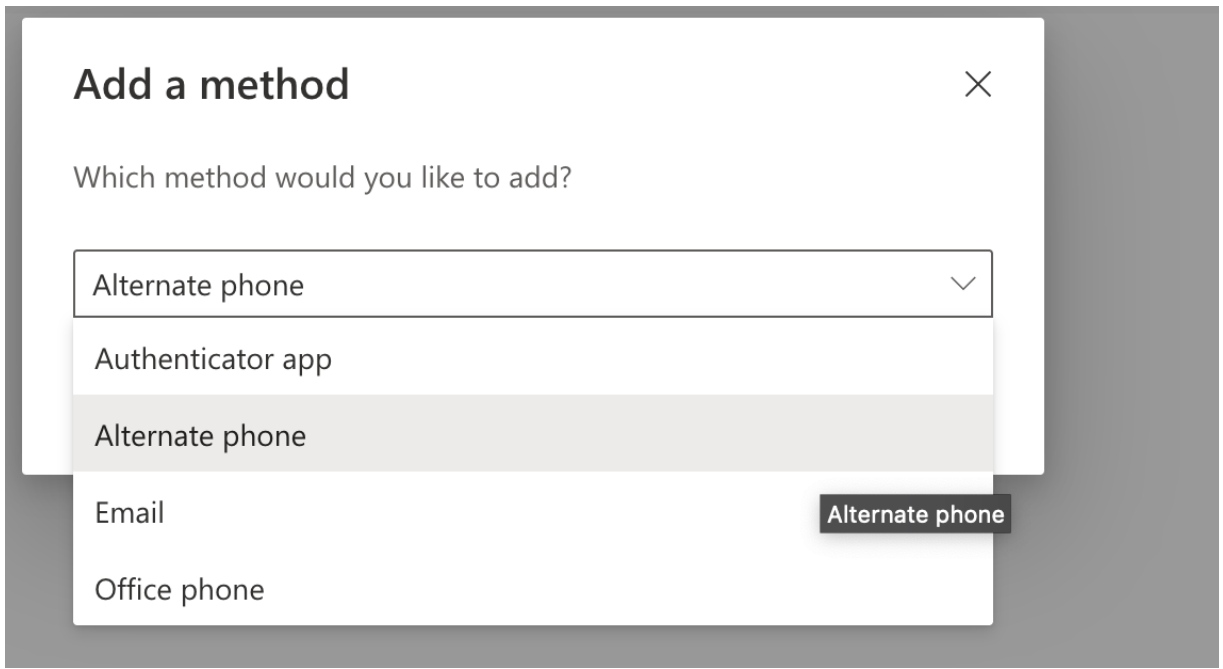 Add a method
Which method would you like to add?
Alternate phone
Authenticator app
Alternate phone
Email
Alternate phone
Office phone